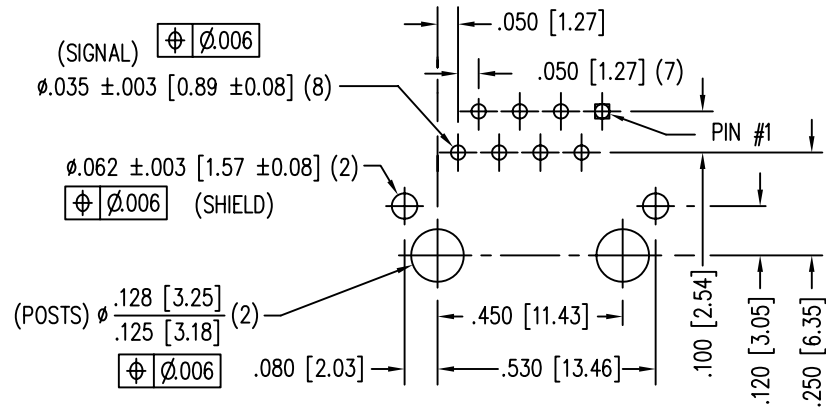 .050 [1.27]
(SIGNAL) ⌖ Ø.006
.050 [1.27] (7)
ø.035 ±.003 [0.89 ±0.08] (8)
PIN #1
ø.062 ±.003 [1.57 ±0.08] (2)
⌖ Ø.006 (SHIELD)
(POSTS) ø .128 [3.25]
.125 [3.18] (2)
.450 [11.43]
⌖ Ø.006
.080 [2.03]
.530 [13.46]
.100 [2.54]
.120 [3.05]
.250 [6.35]